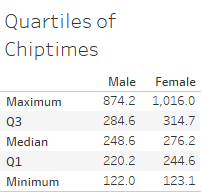 Quartiles of
Chiptimes
Male Female
Maximum 874.2 1,016.0
Q3 284.6 314.7
Median 248.6 276.2
Q1 220.2 244.6
Minimum 122.0 123.1